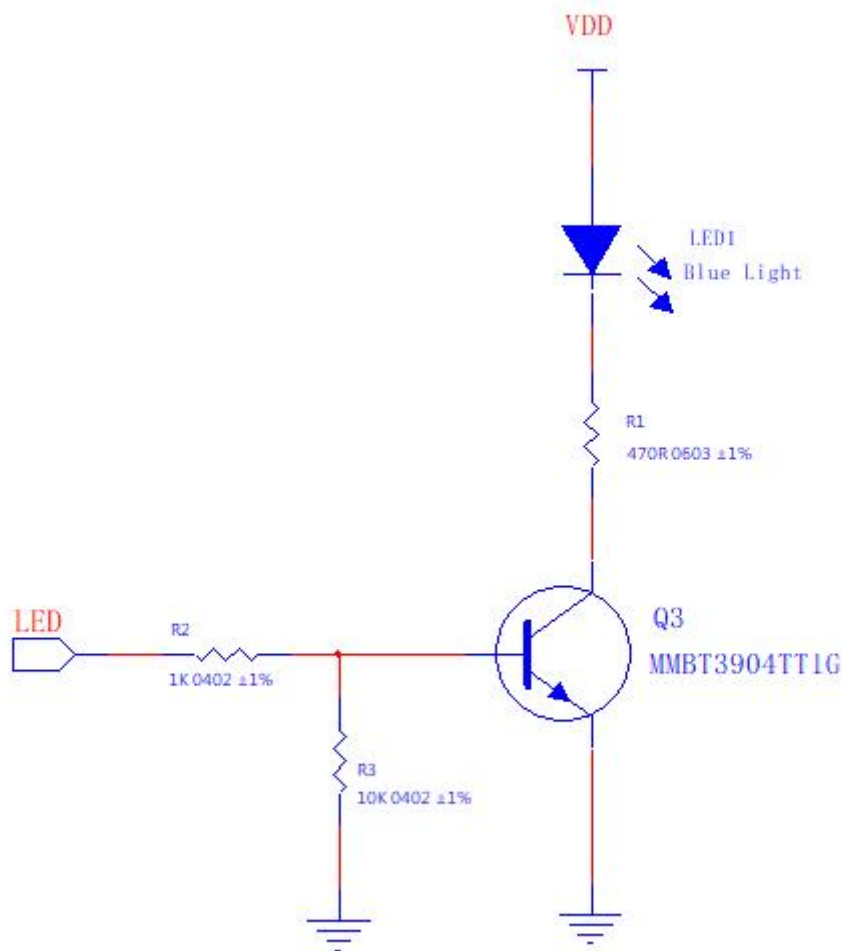 VDD
LED1
Blue Light
R1
470R 0603 ±1%
LED
R2
1K 0402 ±1%
Q3
MMBT3904TT1G
R3
10K 0402 ±1%